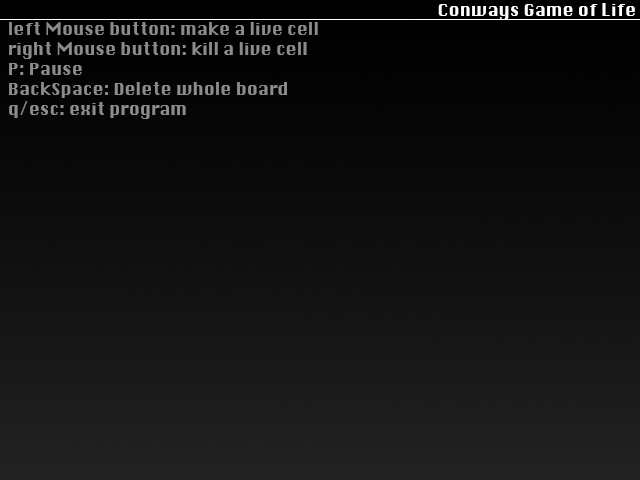 Conways Game of Life
left Mouse button: make a live cell
right Mouse button: kill a live cell
P: Pause
BackSpace: Delete whole board
q/esc: exit program